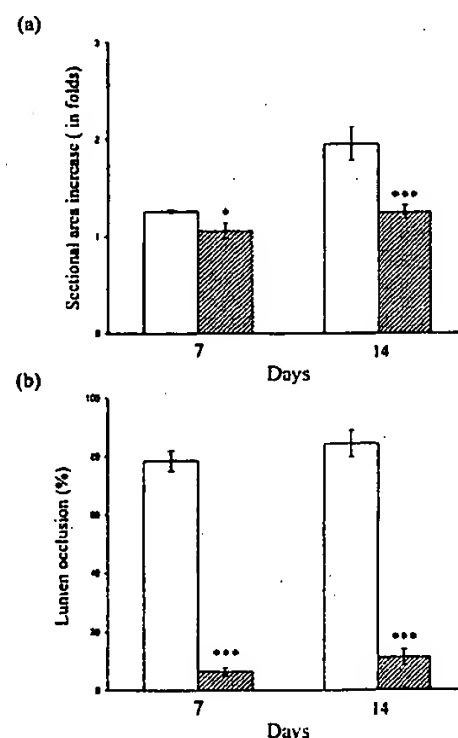 (a)
Sectional area increase ( in folds)
3
2
1
0
*
***
7 14
Days
(b)
Lumen occlusion (%)
100
80
60
40
20
0
***
***
7 14
Days